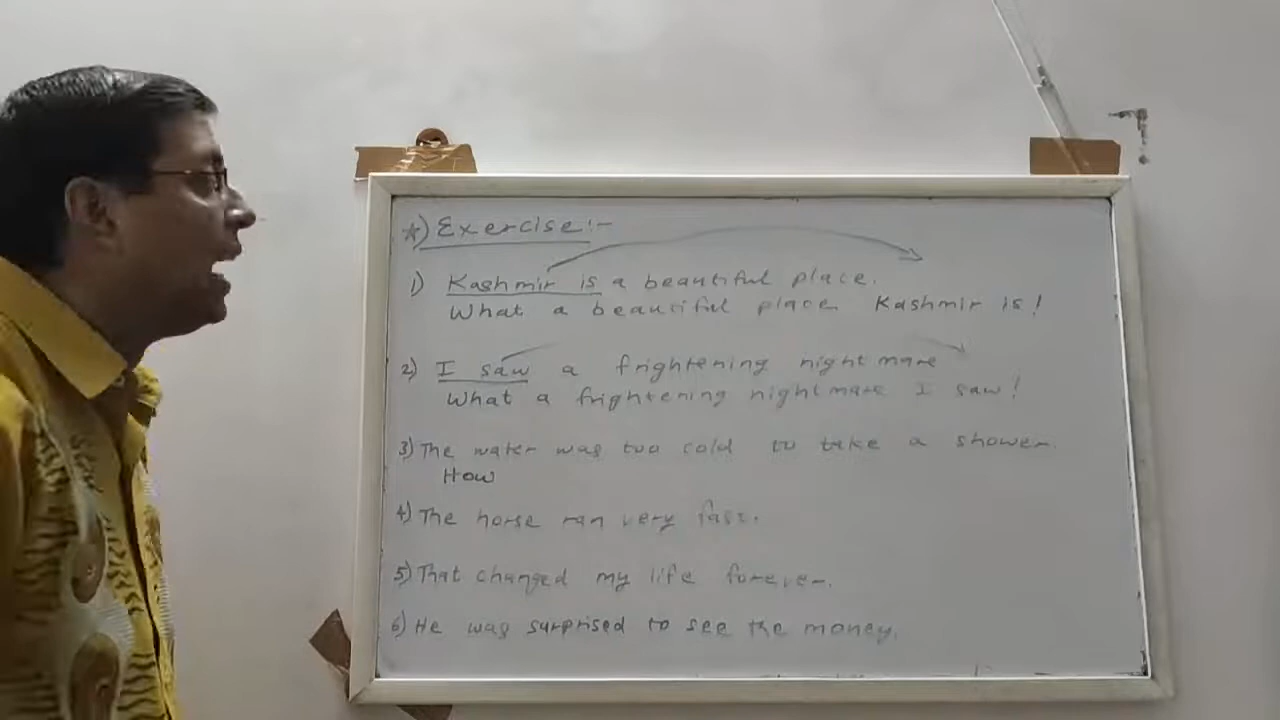 *) Exercise:-
1) Kashmir is a beautiful place.
What a beautiful place Kashmir is!
2) I saw a frightening nightmare
What a frightening nightmare I saw!
3) The water was too cold to take a shower.
How
4) The horse ran very fast.
5) That changed my life forever.
6) He was surprised to see the money.